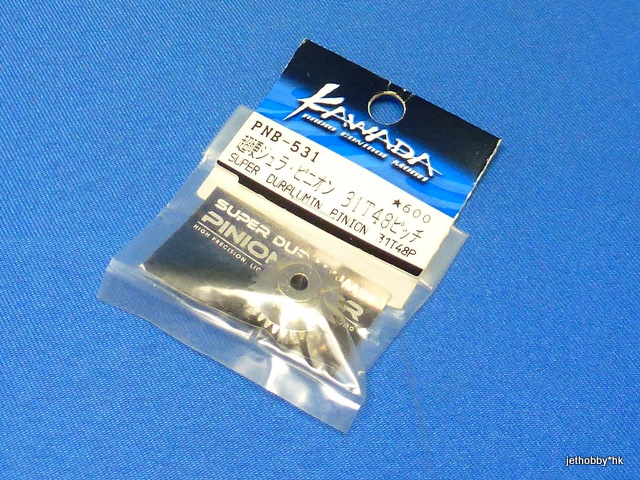 KAWADA
RADIO CONTROL MODEL
PNB-531 ★600
超硬ジュラ・ピニオン 31T48ピッチ
SUPER DURALUMIN PINION 31T48P
SUPER DURALUMIN
PINION
HIGH PRECISION
jethobby*hk